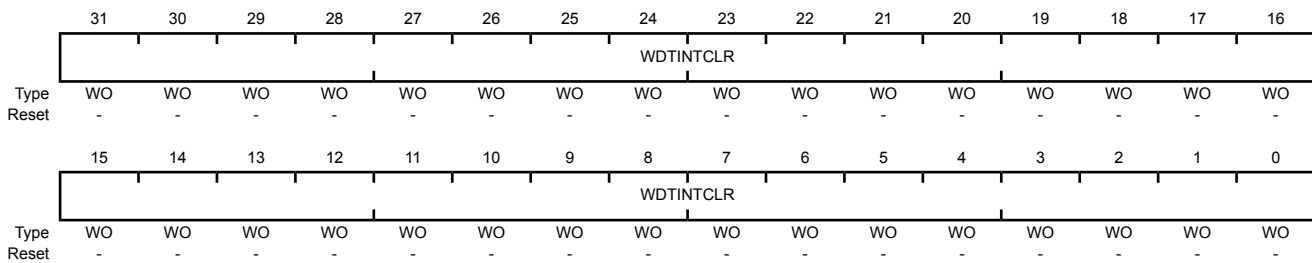 31 30 29 28 27 26 25 24 23 22 21 20 19 18 17 16
WDTINTCLR
Type WO WO WO WO WO WO WO WO WO WO WO WO WO WO WO WO
Reset - - - - - - - - - - - - - - - -
15 14 13 12 11 10 9 8 7 6 5 4 3 2 1 0
WDTINTCLR
Type WO WO WO WO WO WO WO WO WO WO WO WO WO WO WO WO
Reset - - - - - - - - - - - - - - - -